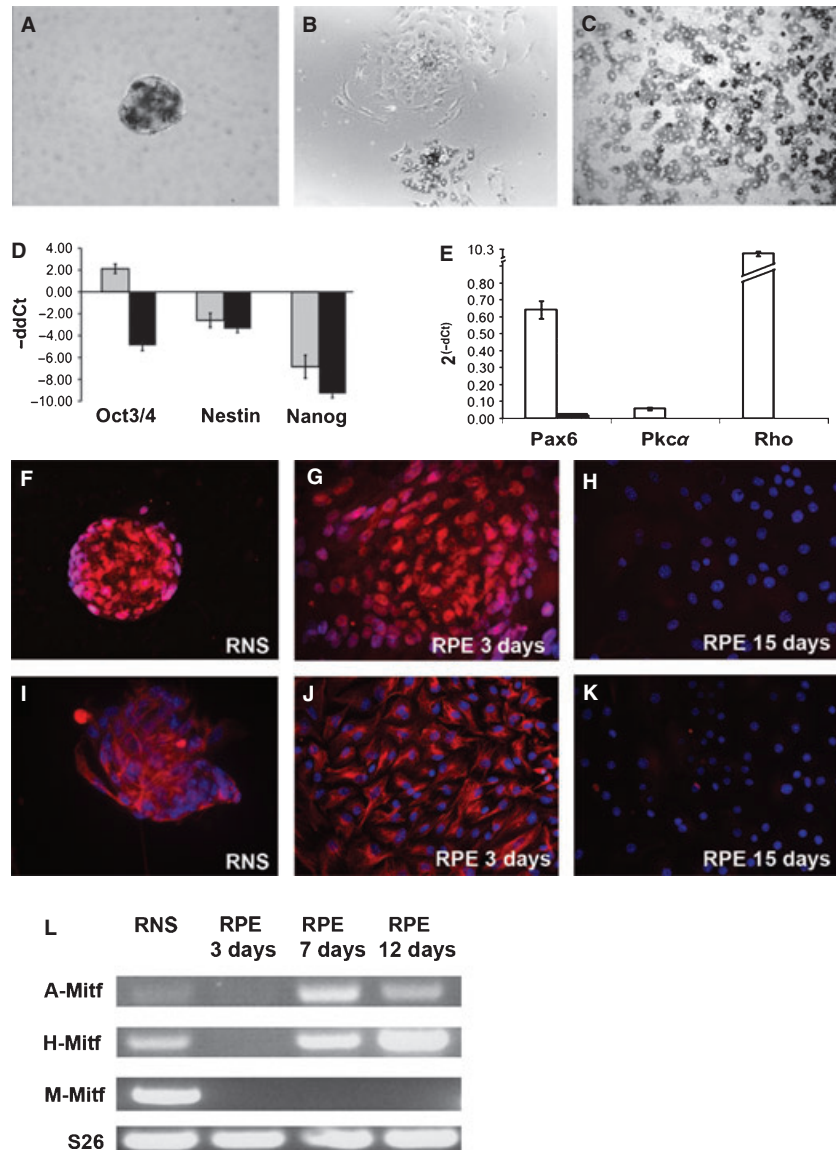 A
B
C
D
4.00
2.00
0.00
−2.00
−4.00
−6.00
−8.00
−10.00
−ddCt
Oct3/4 Nestin Nanog
E
10.3
0.80
0.70
0.60
0.50
0.40
0.30
0.20
0.10
0.00
2(−dCt)
Pax6 Pkcα Rho
F
RNS
G
RPE 3 days
H
RPE 15 days
I
RNS
J
RPE 3 days
K
RPE 15 days
L
RNS RPE RPE RPE
3 days 7 days 12 days
A-Mitf
H-Mitf
M-Mitf
S26